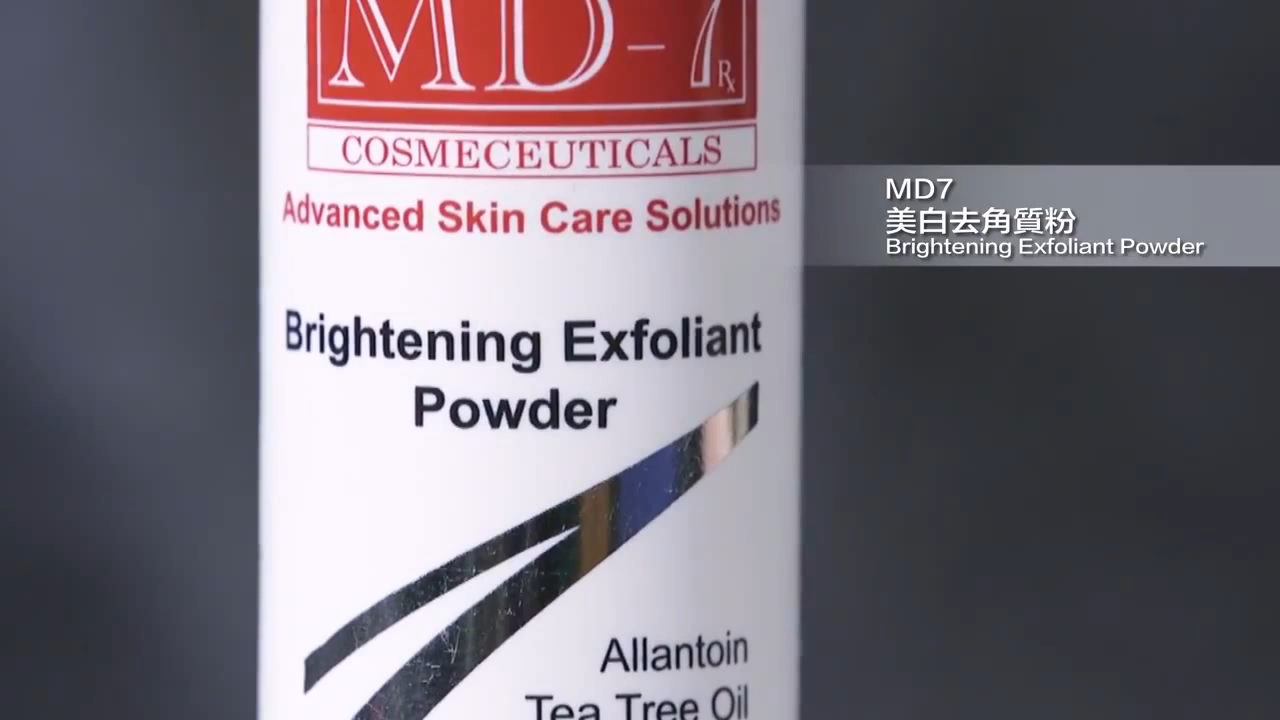 MD-7 Rx
COSMECEUTICALS
Advanced Skin Care Solutions
Brightening Exfoliant
Powder
Allantoin
Tea Tree Oil
MD7
美白去角質粉
Brightening Exfoliant Powder